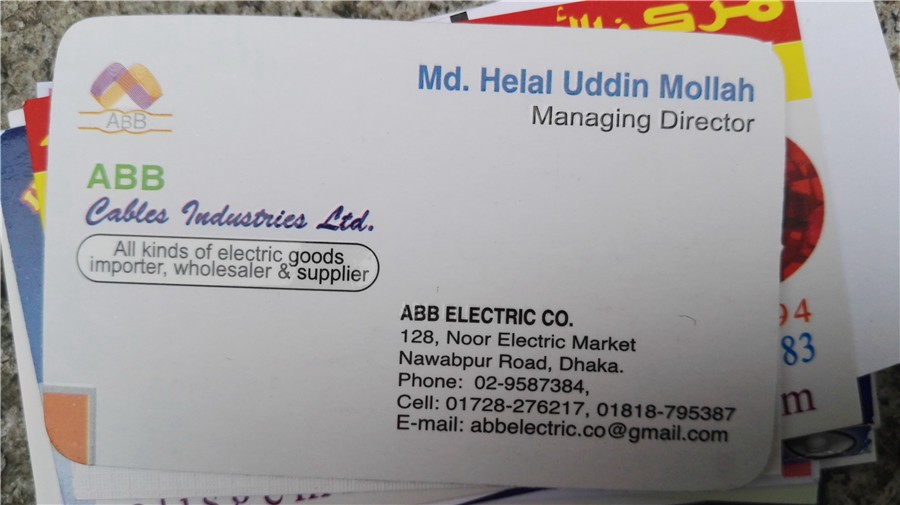 Md. Helal Uddin Mollah
Managing Director
ABB
ABB
Cables Industries Ltd.
All kinds of electric goods
importer, wholesaler & supplier
ABB ELECTRIC CO.
128, Noor Electric Market
Nawabpur Road, Dhaka.
Phone: 02-9587384,
Cell: 01728-276217, 01818-795387
E-mail: abbelectric.co@gmail.com
94
83
m